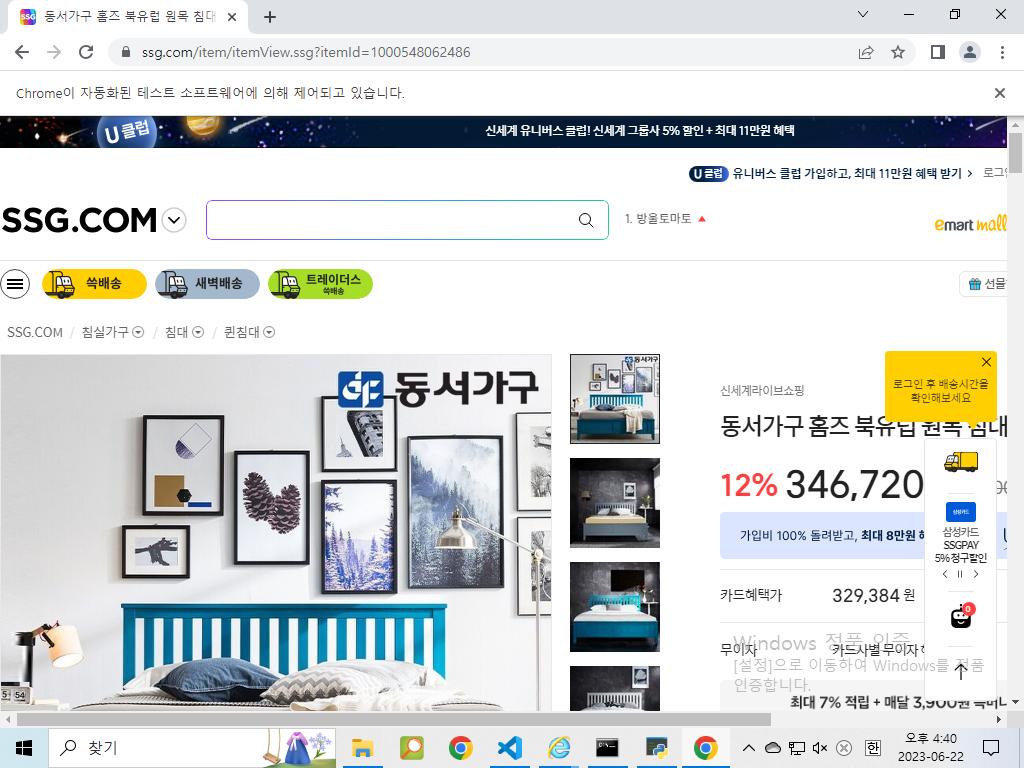 동서가구 홈즈 북유럽 원목 침대
ssg.com/item/itemView.ssg?itemId=1000548062486
Chrome이 자동화된 테스트 소프트웨어에 의해 제어되고 있습니다.
U 클럽
신세계 유니버스 클럽! 신세계 그룹사 5% 할인 + 최대 11만원 혜택
U 클럽 유니버스 클럽 가입하고, 최대 11만원 혜택 받기 >
로그인
SSG.COM
1. 방울토마토
emart mall
쓱배송
새벽배송
트레이더스
쓱배송
선물
SSG.COM / 침실가구 / 침대 / 퀸침대
동서가구
동서가구
신세계라이브쇼핑
로그인 후 배송시간을
확인해보세요
동서가구 홈즈 북유럽 원목 침대
12% 346,720
가입비 100% 돌려받고, 최대 8만원
삼성카드
삼성카드
SSGPAY
5% 청구할인
카드혜택가 329,384 원
0
무이자 카드사별 무이자
Windows 정품 인증
[설정]으로 이동하여 Windows를 정품
인증합니다.
최대 7% 적립 + 매달 3,900원
5 54
찾기
한
오후 4:40
2023-06-22